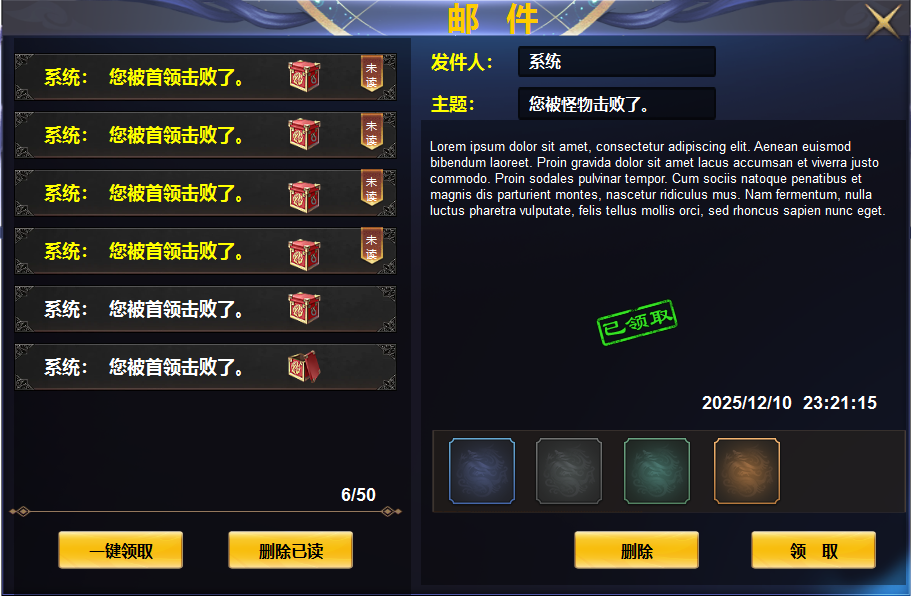 邮 件
系统： 您被首领击败了。 未读
系统： 您被首领击败了。 未读
系统： 您被首领击败了。 未读
系统： 您被首领击败了。 未读
系统： 您被首领击败了。
系统： 您被首领击败了。
6/50
一键领取 删除已读
发件人： 系统
主题： 您被怪物击败了。
Lorem ipsum dolor sit amet, consectetur adipiscing elit. Aenean euismod
bibendum laoreet. Proin gravida dolor sit amet lacus accumsan et viverra justo
commodo. Proin sodales pulvinar tempor. Cum sociis natoque penatibus et
magnis dis parturient montes, nascetur ridiculus mus. Nam fermentum, nulla
luctus pharetra vulputate, felis tellus mollis orci, sed rhoncus sapien nunc eget.
已领取
2025/12/10 23:21:15
删除 领 取